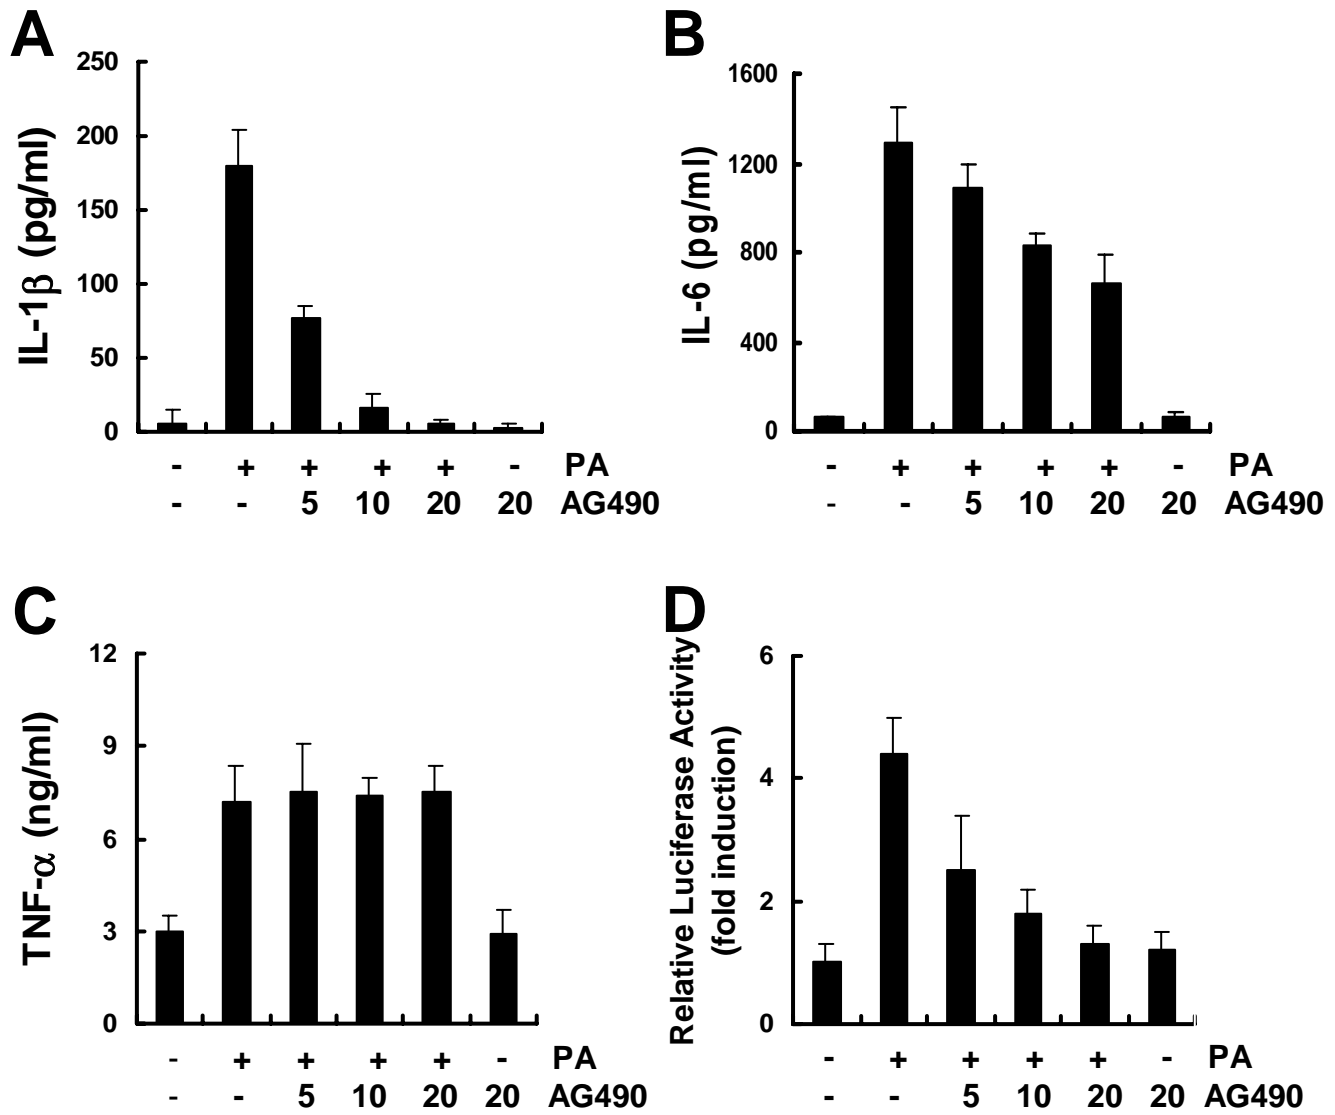 A
250
200
150
100
50
0
IL-1β (pg/ml)
- + + + + - PA
- - 5 10 20 20 AG490
B
1600
1200
800
400
0
IL-6 (pg/ml)
- + + + + - PA
- - 5 10 20 20 AG490
C
12
9
6
3
0
TNF-α (ng/ml)
- + + + + - PA
- - 5 10 20 20 AG490
D
6
4
2
0
Relative Luciferase Activity
(fold induction)
- + + + + - PA
- - 5 10 20 20 AG490